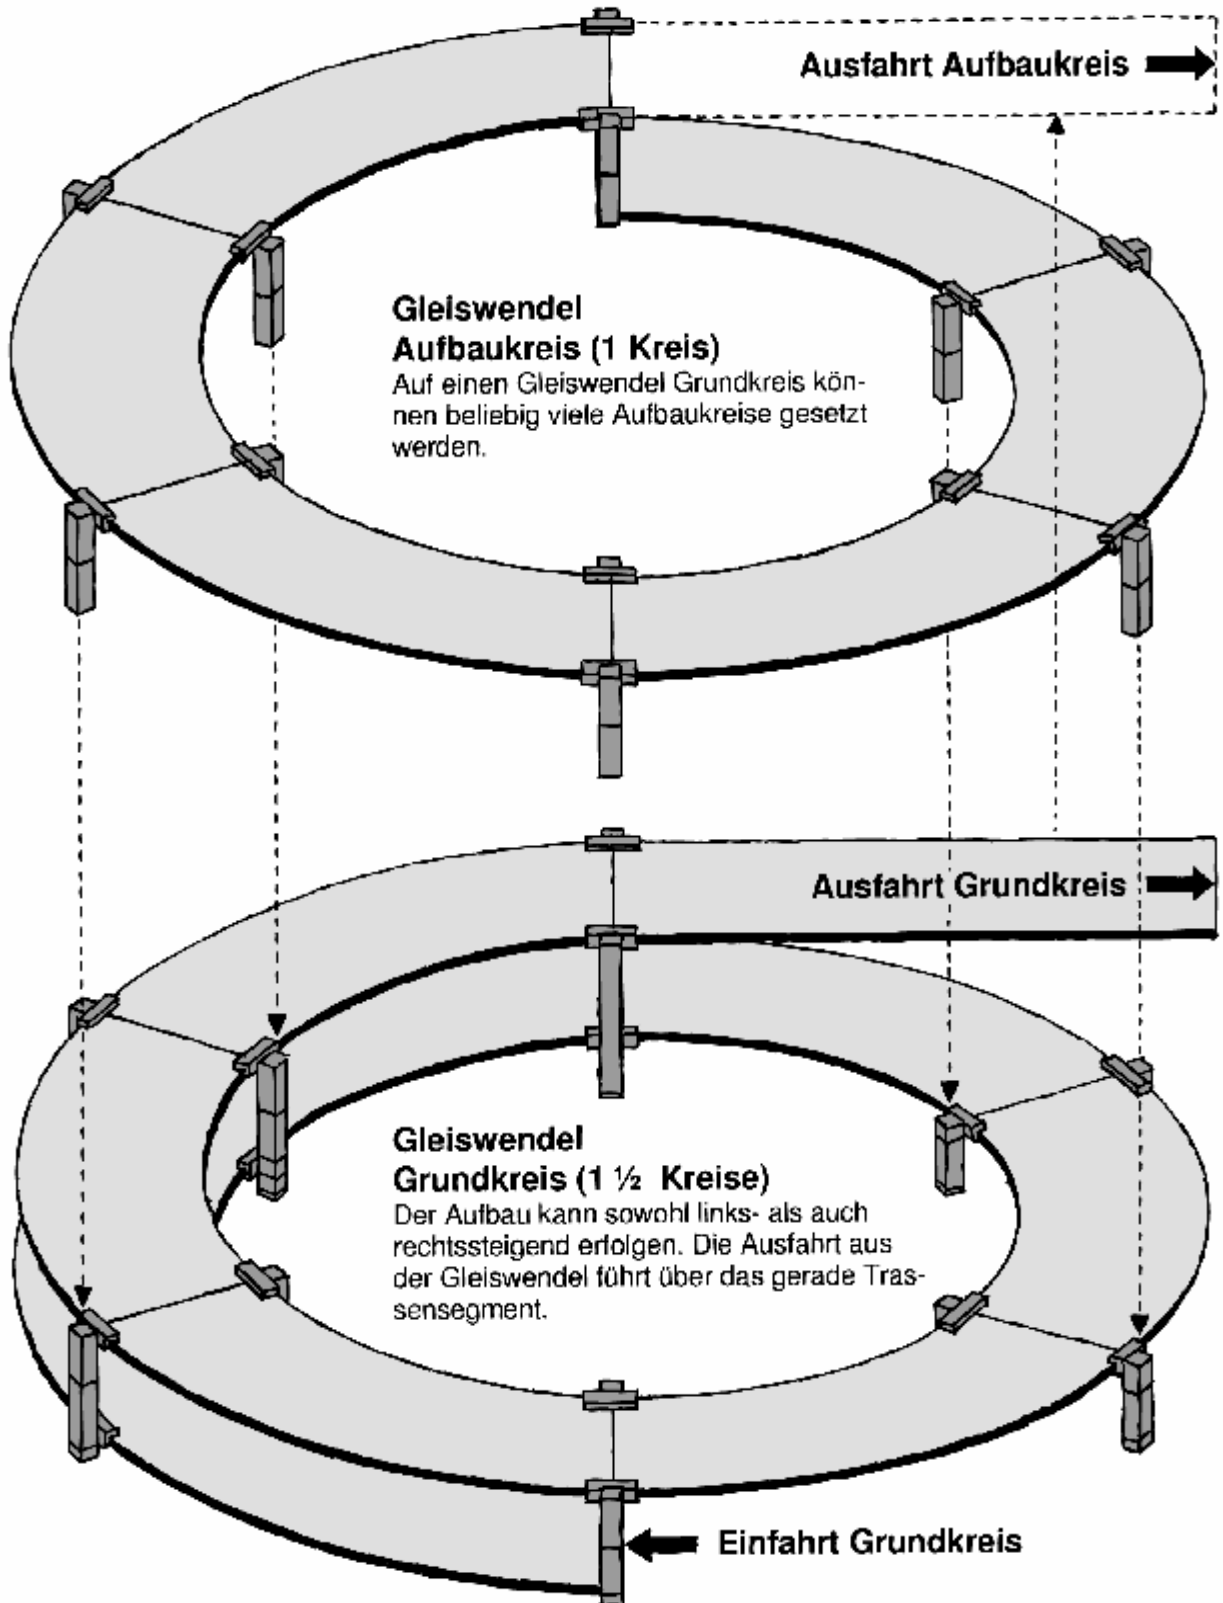 Ausfahrt Aufbaukreis
Gleiswendel
Aufbaukreis (1 Kreis)
Auf einen Gleiswendel Grundkreis kön-
nen beliebig viele Aufbaukreise gesetzt
werden.
Ausfahrt Grundkreis
Gleiswendel
Grundkreis (1 ½ Kreise)
Der Aufbau kann sowohl links- als auch
rechtssteigend erfolgen. Die Ausfahrt aus
der Gleiswendel führt über das gerade Tras-
sensegment.
Einfahrt Grundkreis